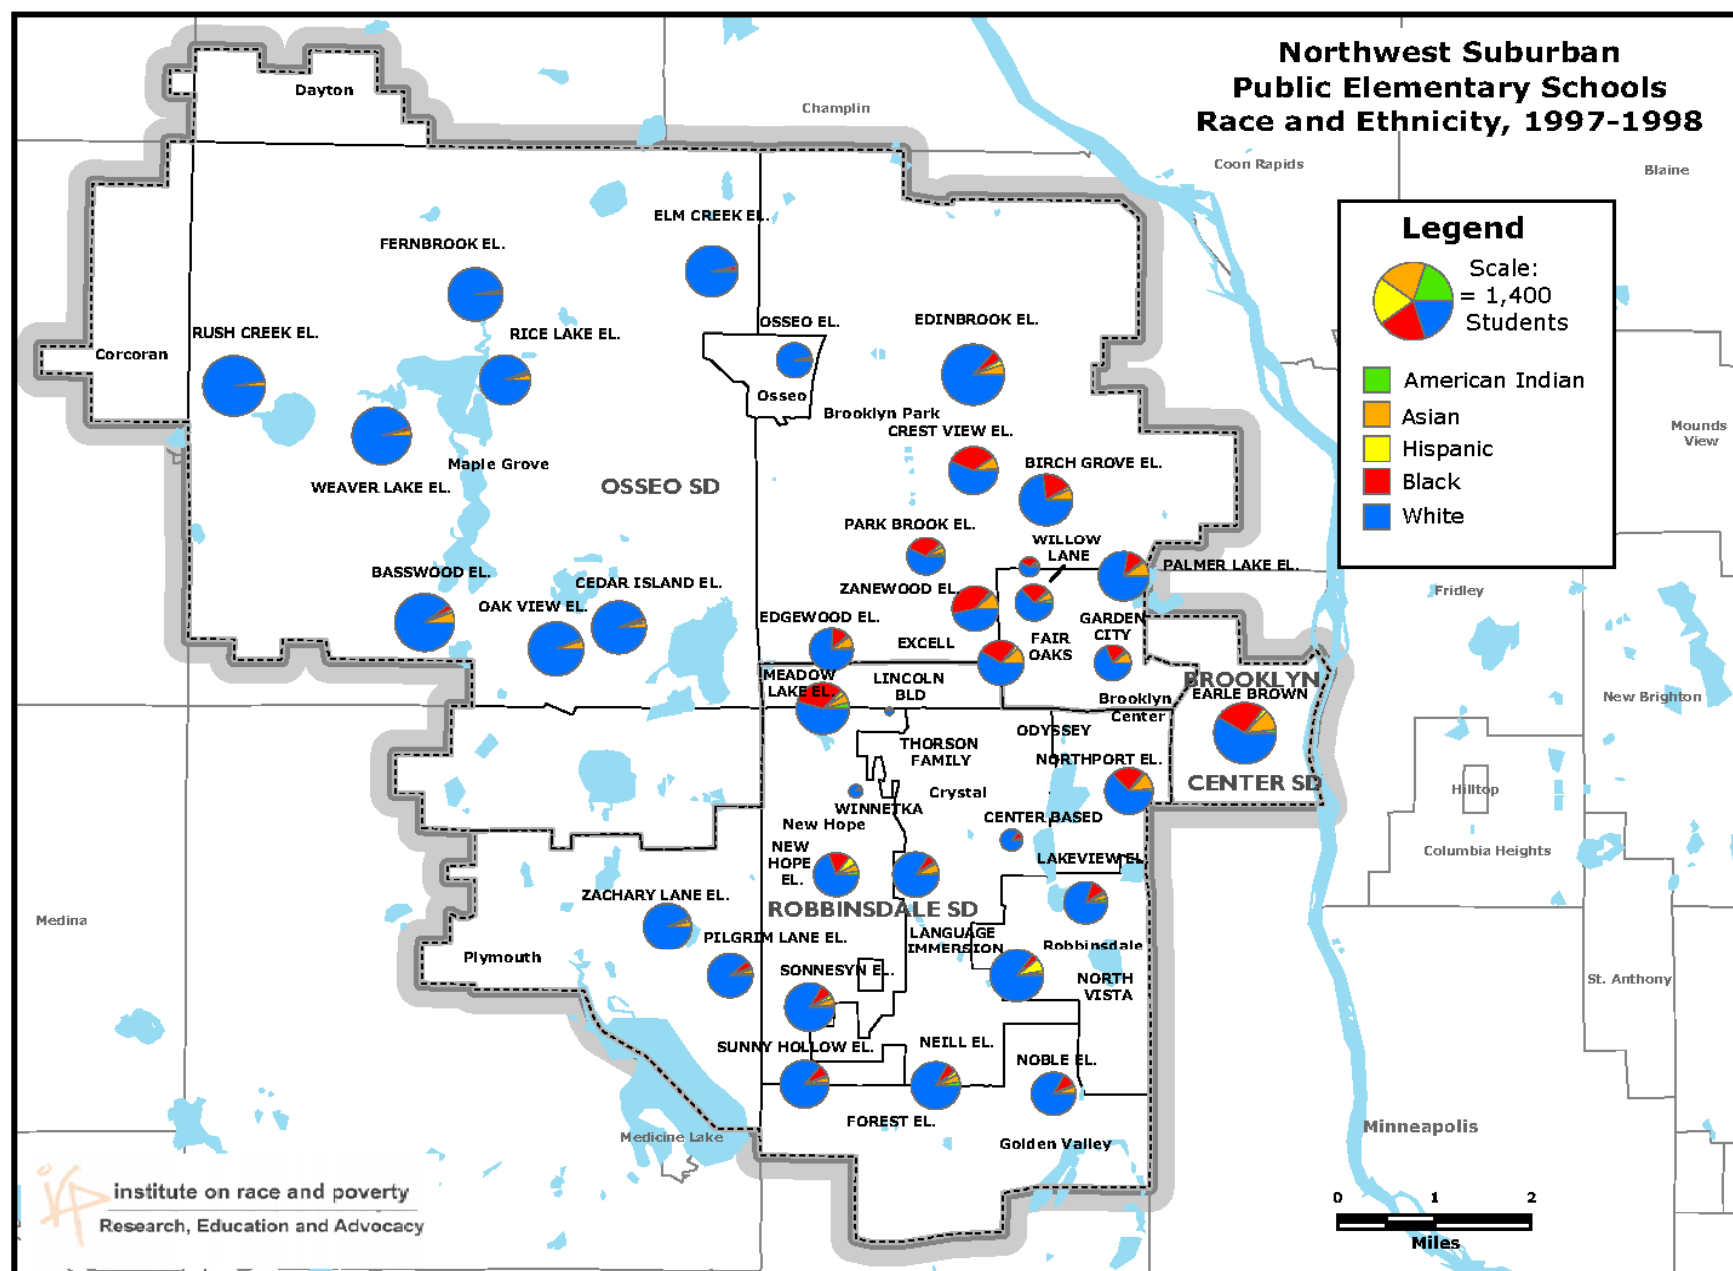 Northwest Suburban
Public Elementary Schools
Race and Ethnicity, 1997-1998
Dayton
Champlin
Coon Rapids
Blaine
Legend
Scale:
= 1,400
Students
American Indian
Asian
Hispanic
Black
White
ELM CREEK EL.
FERNBROOK EL.
RUSH CREEK EL.
RICE LAKE EL.
OSSEO EL.
EDINBROOK EL.
Corcoran
Osseo
Brooklyn Park
CREST VIEW EL.
Mounds
View
Maple Grove
BIRCH GROVE EL.
WEAVER LAKE EL.
OSSEO SD
PARK BROOK EL.
WILLOW
LANE
PALMER LAKE EL.
BASSWOOD EL.
CEDAR ISLAND EL.
ZANEWOOD EL.
Fridley
OAK VIEW EL.
EDGEWOOD EL.
GARDEN
CITY
EXCELL
FAIR
OAKS
MEADOW
LAKE EL.
LINCOLN
BLD
BROOKLYN
EARLE BROWN
New Brighton
Brooklyn
Center
ODYSSEY
THORSON
FAMILY
NORTHPORT EL.
CENTER SD
Hilltop
Crystal
WINNETKA
New Hope
CENTER BASED
NEW
HOPE
EL.
LAKEVIEW EL.
Columbia Heights
ZACHARY LANE EL.
ROBBINSDALE SD
Medina
PILGRIM LANE EL.
LANGUAGE
IMMERSION
Robbinsdale
Plymouth
SONNESYN EL.
NORTH
VISTA
St. Anthony
SUNNY HOLLOW EL.
NEILL EL.
NOBLE EL.
FOREST EL.
Medicine Lake
Golden Valley
Minneapolis
irp
institute on race and poverty
Research, Education and Advocacy
0 1 2
Miles